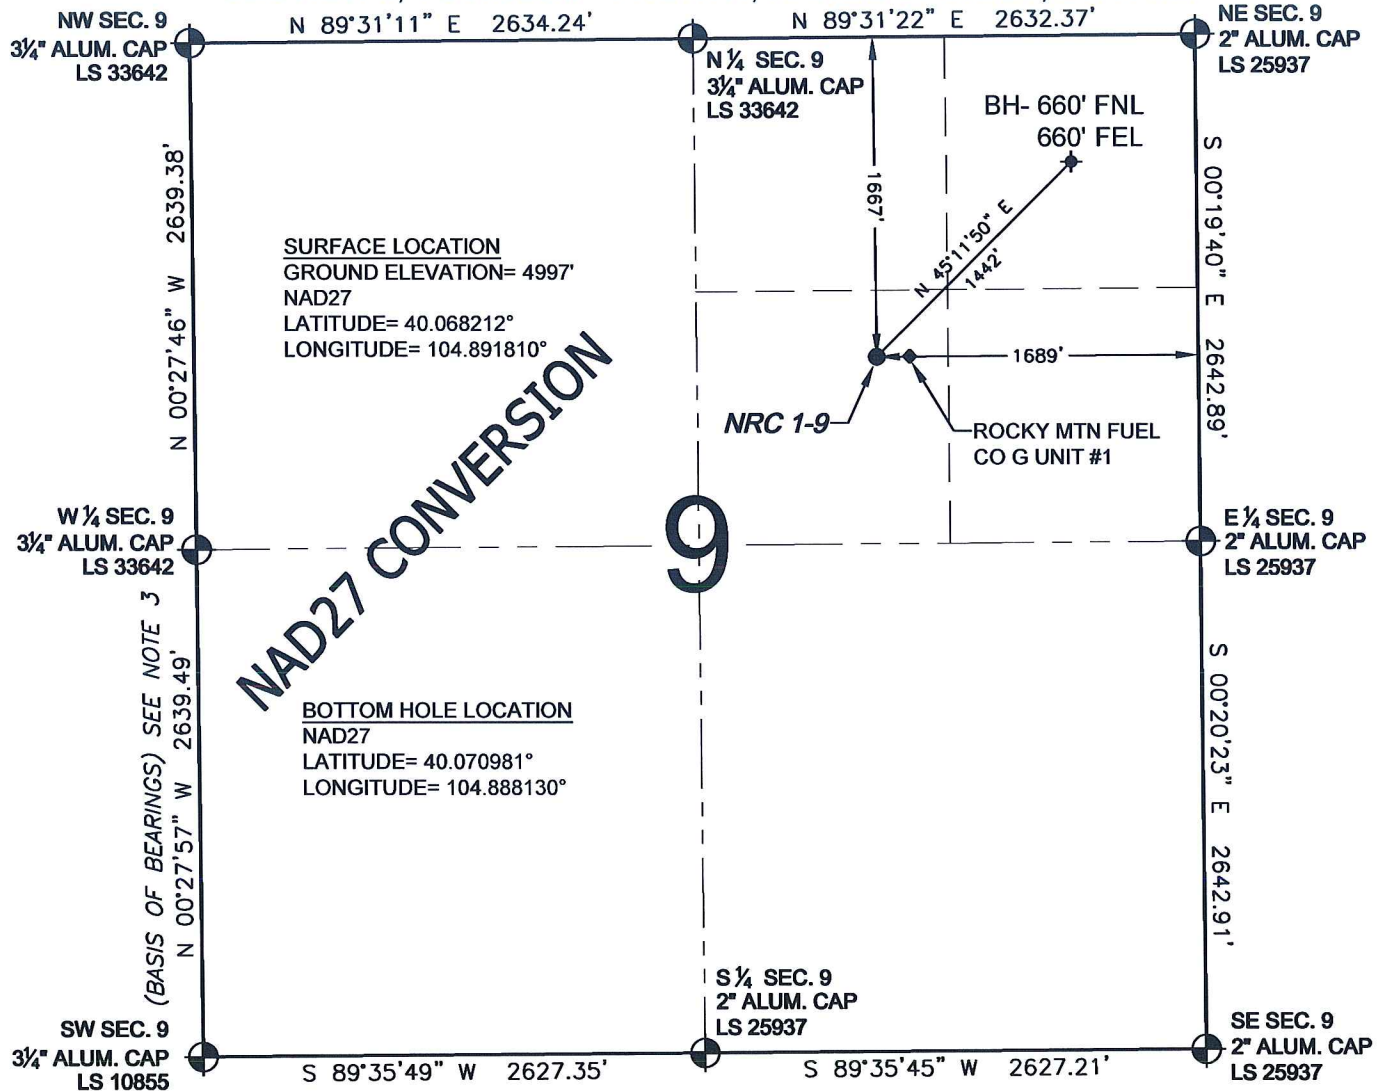 N 89°31'11" E 2634.24'
N 89°31'22" E 2632.37'
NW SEC. 9
3¼" ALUM. CAP
LS 33642
N ¼ SEC. 9
3¼" ALUM. CAP
LS 33642
NE SEC. 9
2" ALUM. CAP
LS 25937
BH- 660' FNL
660' FEL
N 00°27'46" W 2639.38'
1667'
S 00°19'40" E 2642.89'
SURFACE LOCATION
GROUND ELEVATION= 4997'
NAD27
LATITUDE= 40.068212°
LONGITUDE= 104.891810°
N 45°11'50" E
1442'
1689'
NRC 1-9
ROCKY MTN FUEL
CO G UNIT #1
NAD27 CONVERSION
9
W ¼ SEC. 9
3¼" ALUM. CAP
LS 33642
E ¼ SEC. 9
2" ALUM. CAP
LS 25937
(BASIS OF BEARINGS) SEE NOTE 3
N 00°27'57" W 2639.49'
BOTTOM HOLE LOCATION
NAD27
LATITUDE= 40.070981°
LONGITUDE= 104.888130°
S 00°20'23" E 2642.91'
SW SEC. 9
3¼" ALUM. CAP
LS 10855
S ¼ SEC. 9
2" ALUM. CAP
LS 25937
SE SEC. 9
2" ALUM. CAP
LS 25937
S 89°35'49" W 2627.35'
S 89°35'45" W 2627.21'